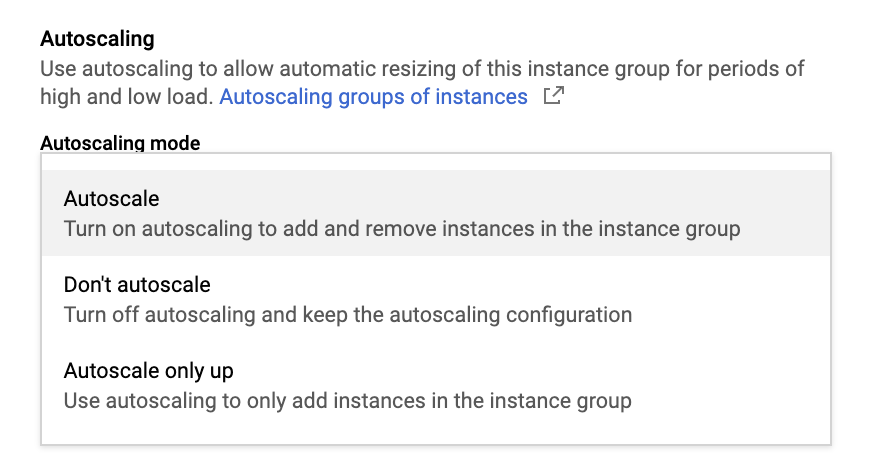 Autoscaling
Use autoscaling to allow automatic resizing of this instance group for periods of
high and low load. Autoscaling groups of instances
Autoscaling mode
Autoscale
Turn on autoscaling to add and remove instances in the instance group
Don't autoscale
Turn off autoscaling and keep the autoscaling configuration
Autoscale only up
Use autoscaling to only add instances in the instance group